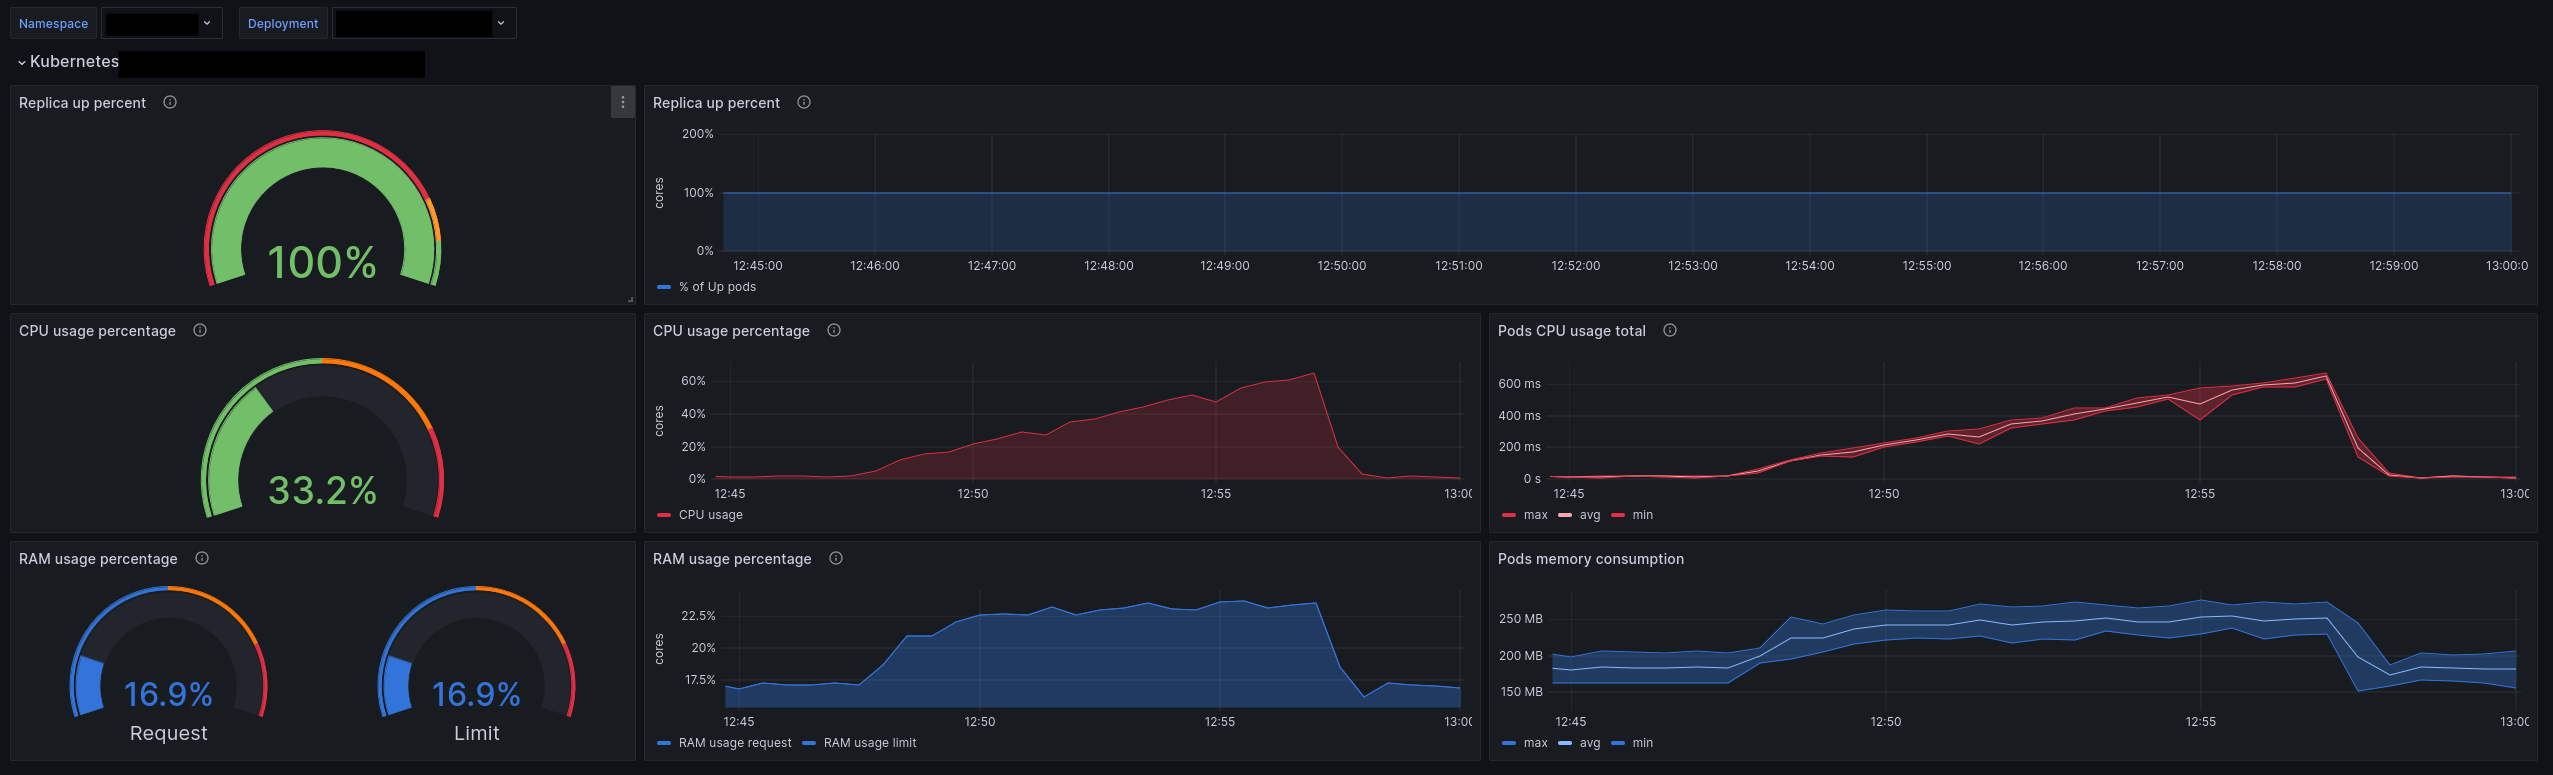 Namespace Deployment
Kubernetes
Replica up percent
100%
Replica up percent
cores
200%
100%
0%
12:45:00 12:46:00 12:47:00 12:48:00 12:49:00 12:50:00 12:51:00 12:52:00 12:53:00 12:54:00 12:55:00 12:56:00 12:57:00 12:58:00 12:59:00 13:00:0
% of Up pods
CPU usage percentage
33.2%
CPU usage percentage
cores
60%
40%
20%
0%
12:45 12:50 12:55 13:00
CPU usage
Pods CPU usage total
600 ms
400 ms
200 ms
0 s
12:45 12:50 12:55 13:00
max avg min
RAM usage percentage
16.9% 16.9%
Request Limit
RAM usage percentage
cores
22.5%
20%
17.5%
12:45 12:50 12:55 13:00
RAM usage request RAM usage limit
Pods memory consumption
250 MB
200 MB
150 MB
12:45 12:50 12:55 13:00
max avg min